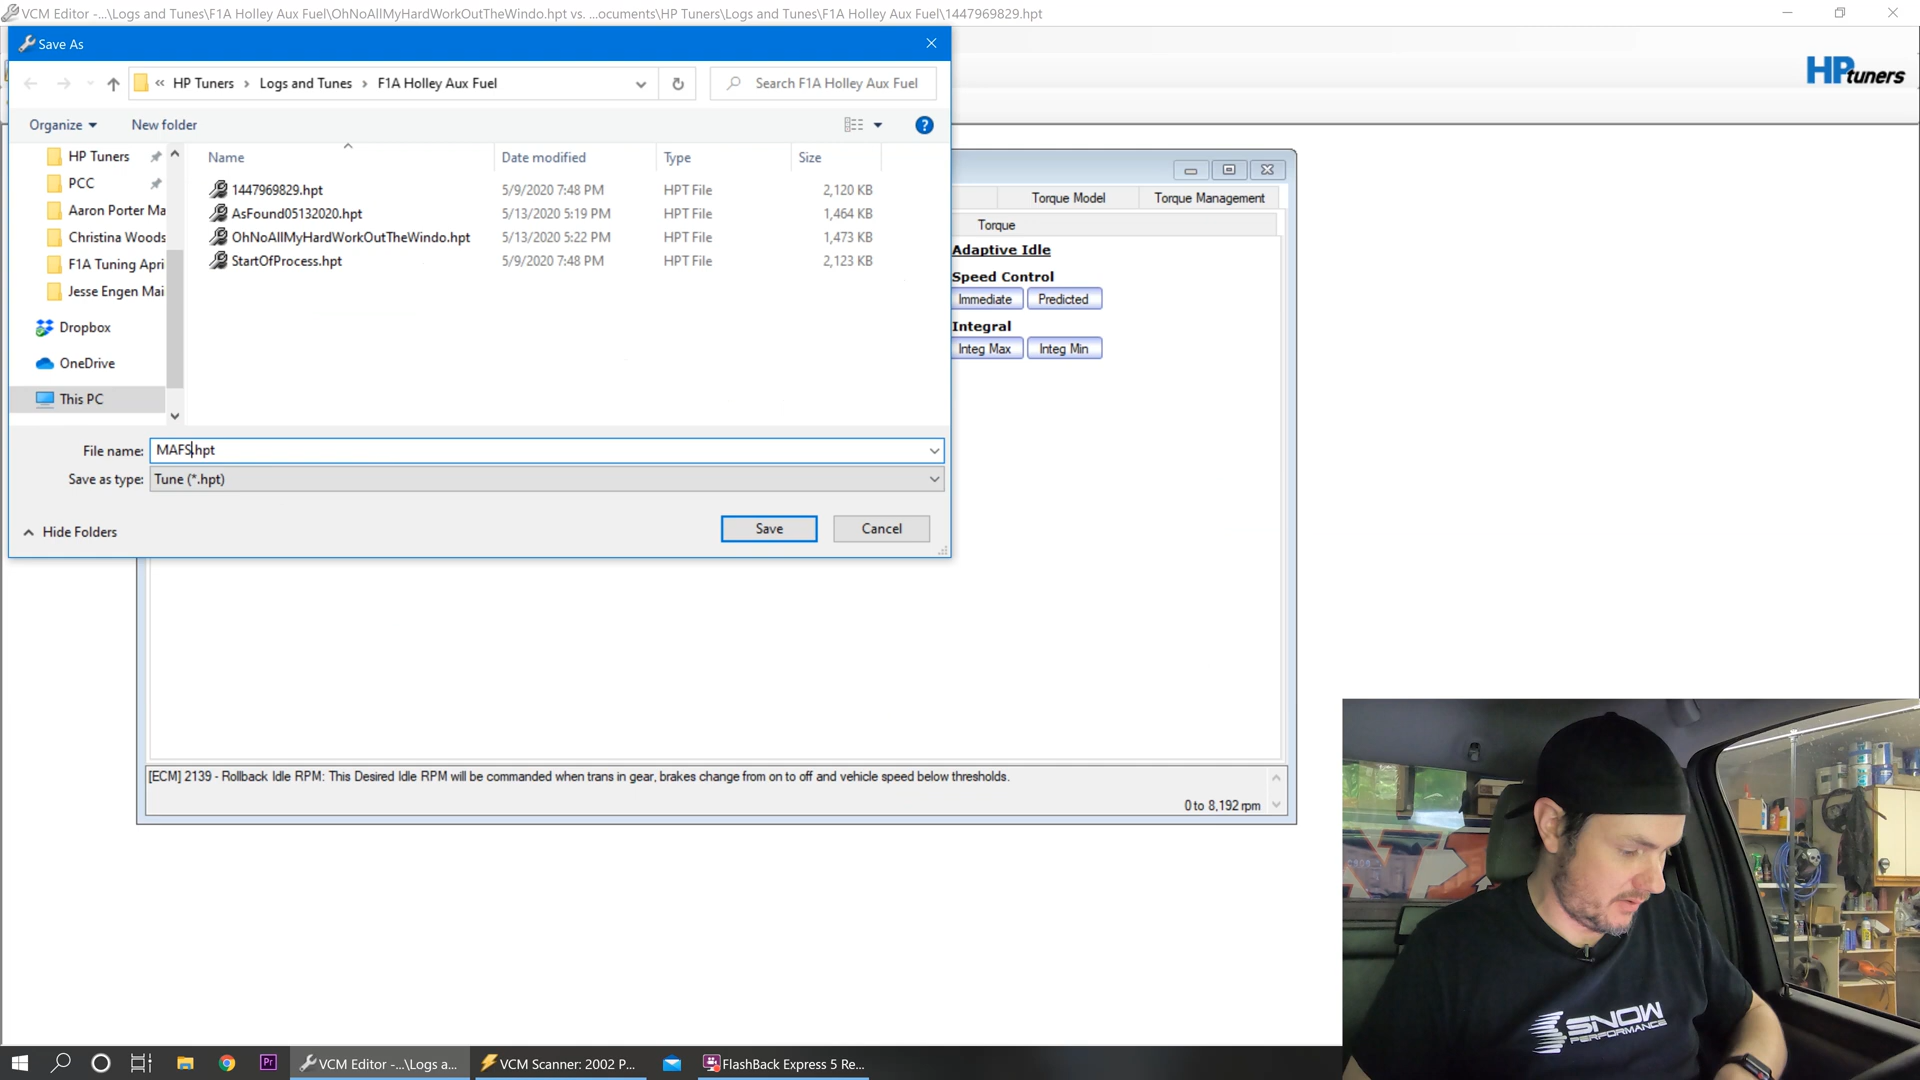 VCM Editor -...\Logs and Tunes\F1A Holley Aux Fuel\OhNoAllMyHardWorkOutTheWindo.hpt vs. ...ocuments\HP Tuners\Logs and Tunes\F1A Holley Aux Fuel\1447969829.hpt
Save As
HP tuners
« HP Tuners › Logs and Tunes › F1A Holley Aux Fuel
Search F1A Holley Aux Fuel
Organize New folder ?
Name Date modified Type Size
HP Tuners
PCC
Aaron Porter Ma
Christina Woods
F1A Tuning Apri
Jesse Engen Mai
Dropbox
OneDrive
This PC
1447969829.hpt 5/9/2020 7:48 PM HPT File 2,120 KB
AsFound05132020.hpt 5/13/2020 5:19 PM HPT File 1,464 KB
OhNoAllMyHardWorkOutTheWindo.hpt 5/13/2020 5:22 PM HPT File 1,473 KB
StartOfProcess.hpt 5/9/2020 7:48 PM HPT File 2,123 KB
File name: MAFS.hpt
Save as type: Tune (*.hpt)
Hide Folders
Save Cancel
Torque Model Torque Management
Torque
Adaptive Idle
Speed Control
Immediate Predicted
Integral
Integ Max Integ Min
[ECM] 2139 - Rollback Idle RPM: This Desired Idle RPM will be commanded when trans in gear, brakes change from on to off and vehicle speed below thresholds.
0 to 8,192 rpm
SNOW
PERFORMANCE
Pr
VCM Editor -...\Logs a...
VCM Scanner: 2002 P...
FlashBack Express 5 Re...